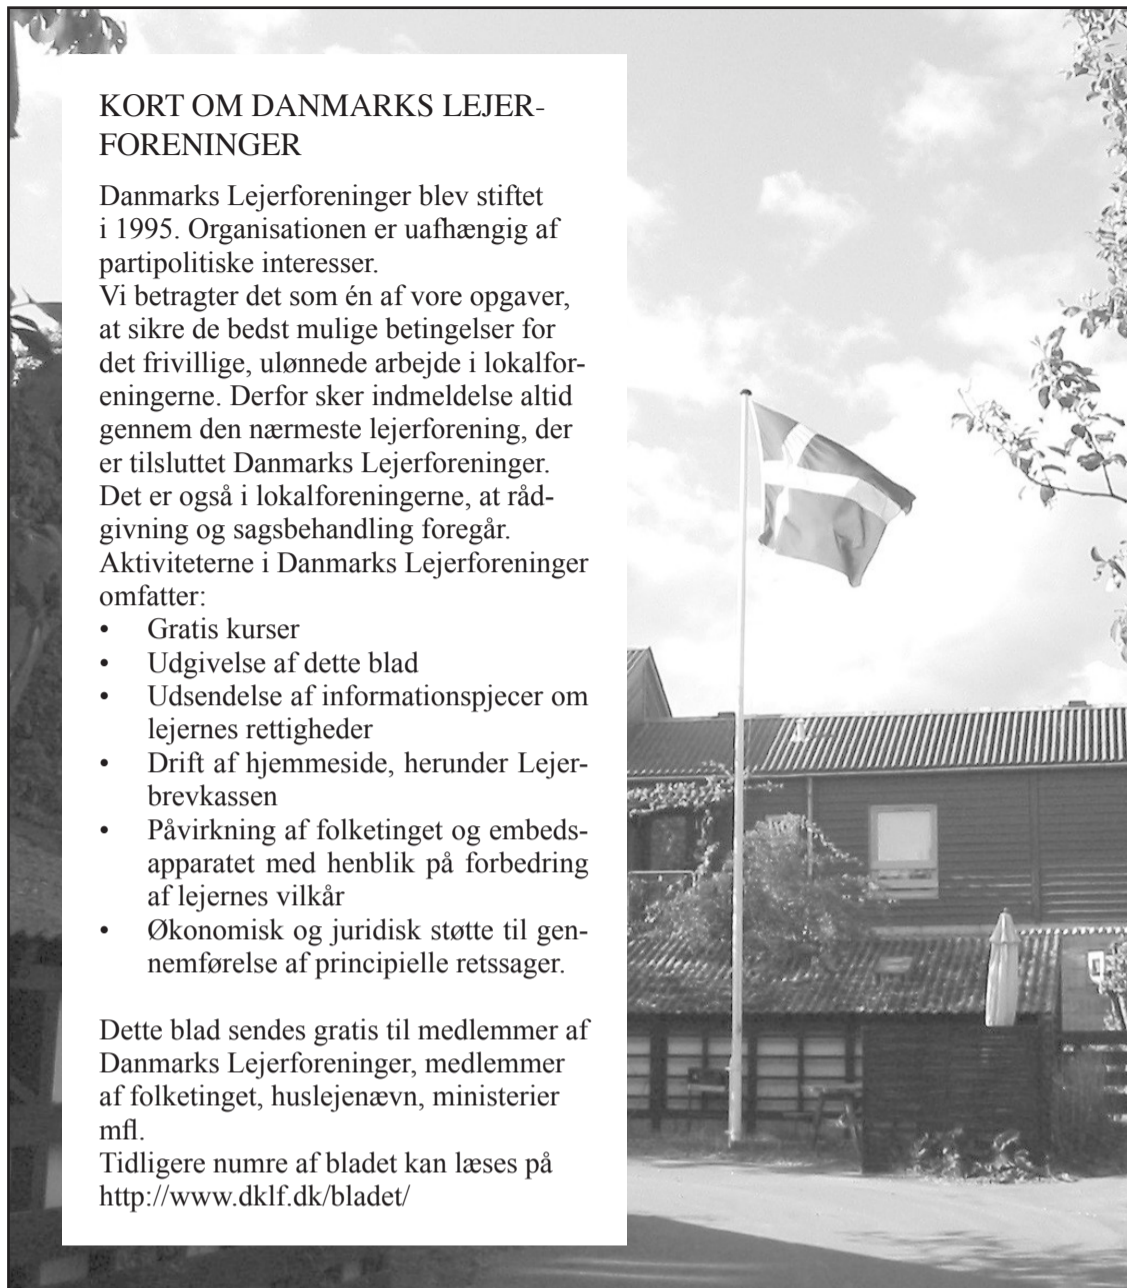 KORT OM DANMARKS LEJER-
FORENINGER
Danmarks Lejerforeninger blev stiftet
i 1995. Organisationen er uafhængig af
partipolitiske interesser.
Vi betragter det som én af vore opgaver,
at sikre de bedst mulige betingelser for
det frivillige, ulønnede arbejde i lokalfor-
eningerne. Derfor sker indmeldelse altid
gennem den nærmeste lejerforening, der
er tilsluttet Danmarks Lejerforeninger.
Det er også i lokalforeningerne, at råd-
givning og sagsbehandling foregår.
Aktiviteterne i Danmarks Lejerforeninger
omfatter:
• Gratis kurser
• Udgivelse af dette blad
• Udsendelse af informationspjecer om
lejernes rettigheder
• Drift af hjemmeside, herunder Lejer-
brevkassen
• Påvirkning af folketinget og embeds-
apparatet med henblik på forbedring
af lejernes vilkår
• Økonomisk og juridisk støtte til gen-
nemførelse af principielle retssager.
Dette blad sendes gratis til medlemmer af
Danmarks Lejerforeninger, medlemmer
af folketinget, huslejenævn, ministerier
mfl.
Tidligere numre af bladet kan læses på
http://www.dklf.dk/bladet/